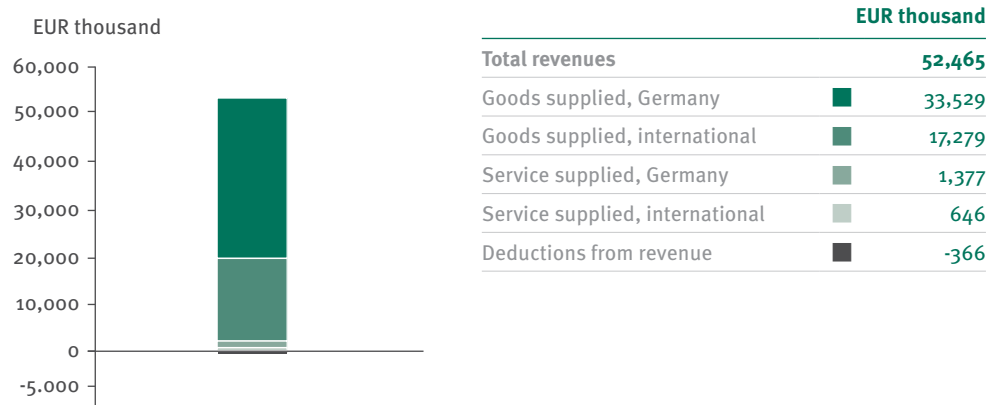 EUR thousand
60,000
50,000
40,000
30,000
20,000
10,000
0
-5.000
EUR thousand
Total revenues 52,465
Goods supplied, Germany 33,529
Goods supplied, international 17,279
Service supplied, Germany 1,377
Service supplied, international 646
Deductions from revenue -366